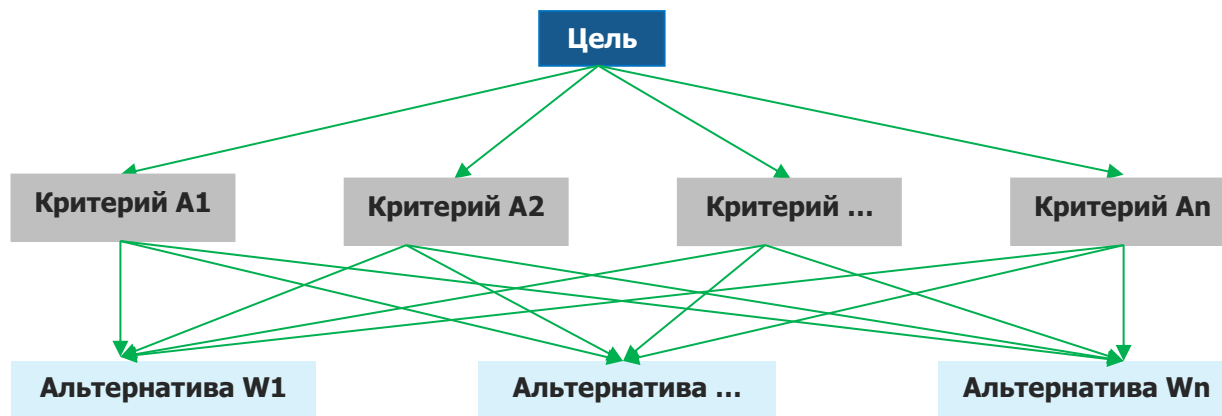 Цель
Критерий A1
Критерий A2
Критерий ...
Критерий An
Альтернатива W1
Альтернатива ...
Альтернатива Wn